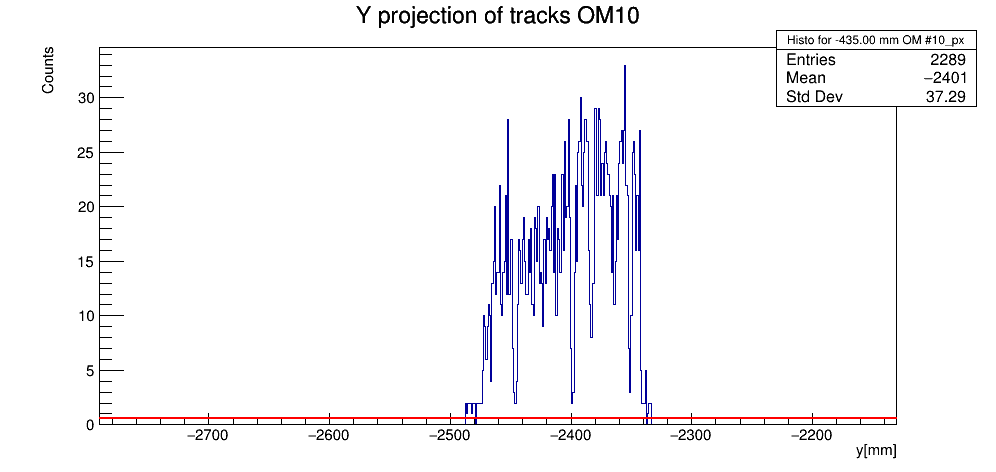 Y projection of tracks OM10
Histo for -435.00 mm OM #10_px
Entries 2289
Mean −2401
Std Dev 37.29
Counts
30
25
20
15
10
5
0
−2700 −2600 −2500 −2400 −2300 −2200
y[mm]